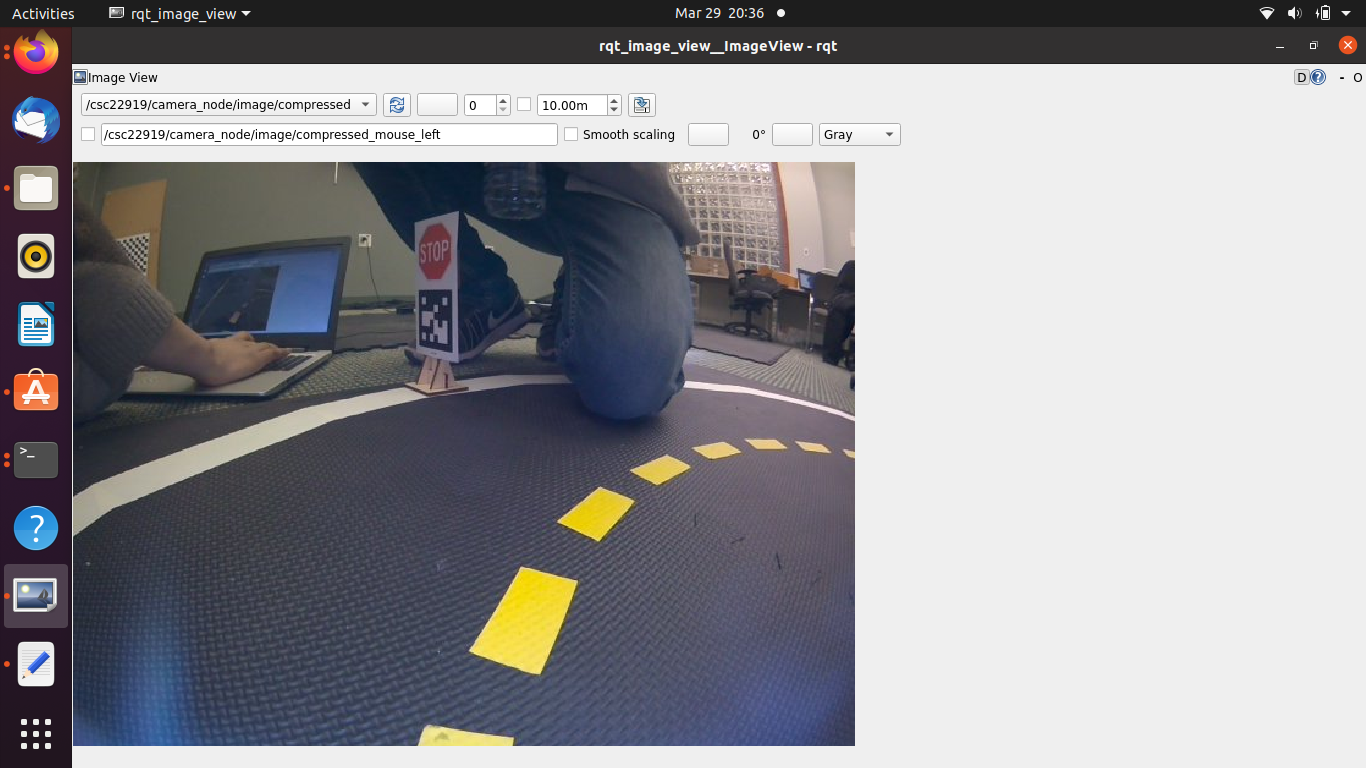 Activities
rqt_image_view
Mar 29 20:36
rqt_image_view__ImageView - rqt
Image View
D
O
/csc22919/camera_node/image/compressed
0
10.00m
/csc22919/camera_node/image/compressed_mouse_left
Smooth scaling
0°
Gray
STOP